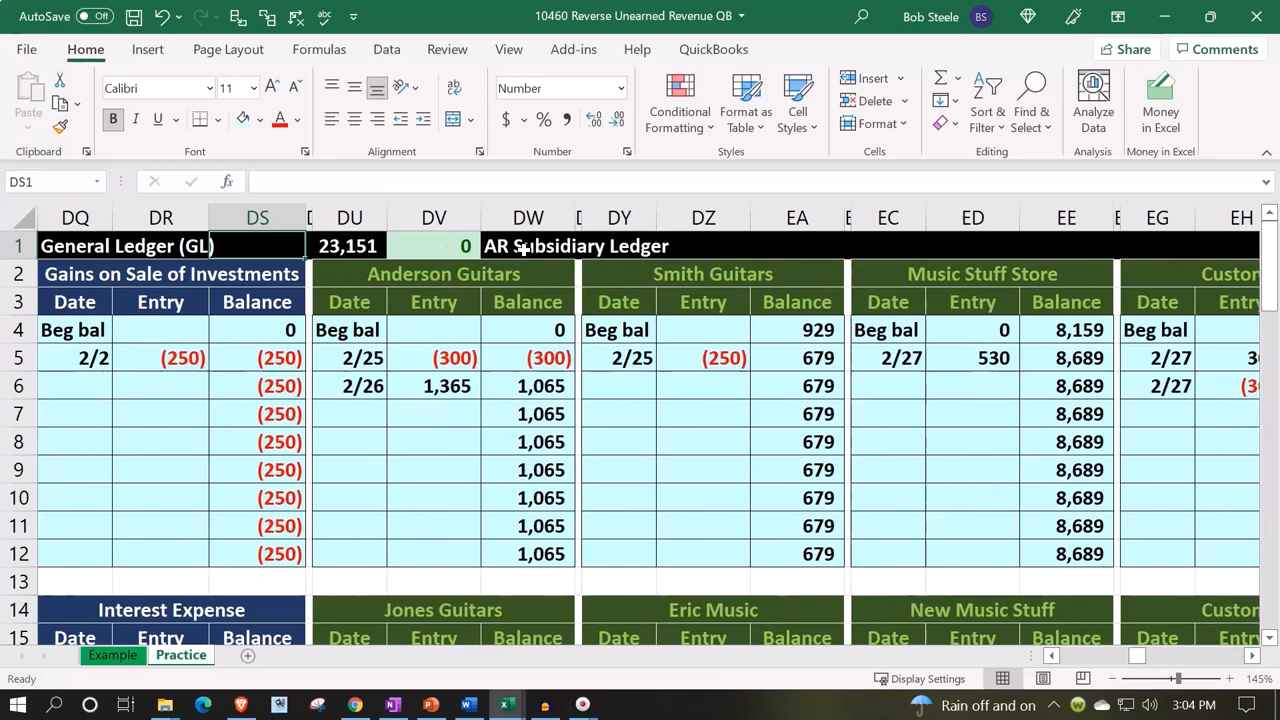 AutoSave Off 10460 Reverse Unearned Revenue QB Bob Steele BS
File Home Insert Page Layout Formulas Data Review View Add-ins Help QuickBooks Share Comments
Paste Calibri 11 Number Conditional Formatting Format as Table Cell Styles Insert Delete Format Sort & Filter Find & Select Analyze Data Money in Excel
Clipboard Font Alignment Number Styles Cells Editing Analysis Money in Excel
DS1 fx
DQ DR DS DU DV DW DY DZ EA EC ED EE EG EH
1 General Ledger (GL) 23,151 0 AR Subsidiary Ledger
2 Gains on Sale of Investments Anderson Guitars Smith Guitars Music Stuff Store Custo
3 Date Entry Balance Date Entry Balance Date Entry Balance Date Entry Balance Date Entry
4 Beg bal 0 Beg bal 0 Beg bal 929 Beg bal 0 8,159 Beg bal
5 2/2 (250) (250) 2/25 (300) (300) 2/25 (250) 679 2/27 530 8,689 2/27
6 (250) 2/26 1,365 1,065 679 8,689 2/27
7 (250) 1,065 679 8,689
8 (250) 1,065 679 8,689
9 (250) 1,065 679 8,689
10 (250) 1,065 679 8,689
11 (250) 1,065 679 8,689
12 (250) 1,065 679 8,689
13
14 Interest Expense Jones Guitars Eric Music New Music Stuff Custo
15 Date Entry Balance Date Entry Balance Date Entry Balance Date Entry Balance Date Entry
Example Practice
Ready Display Settings 145%
Rain off and on 3:04 PM